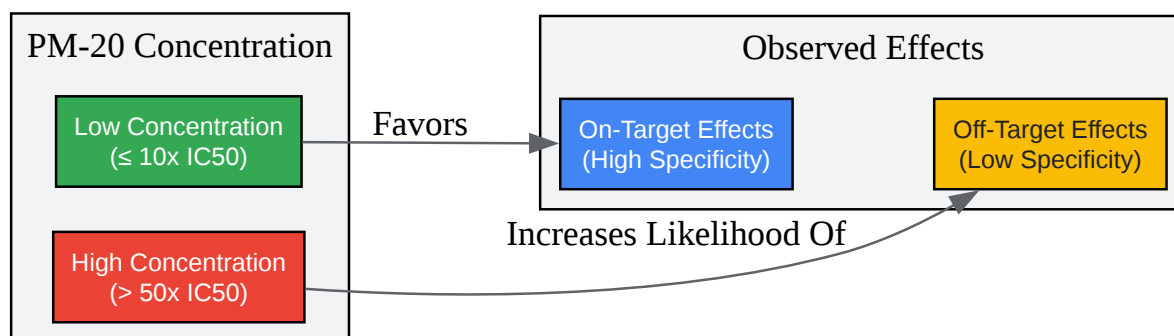 PM-20 Concentration
Low Concentration
(≤ 10x IC50)
High Concentration
(> 50x IC50)
Favors
Increases Likelihood Of
Observed Effects
On-Target Effects
(High Specificity)
Off-Target Effects
(Low Specificity)